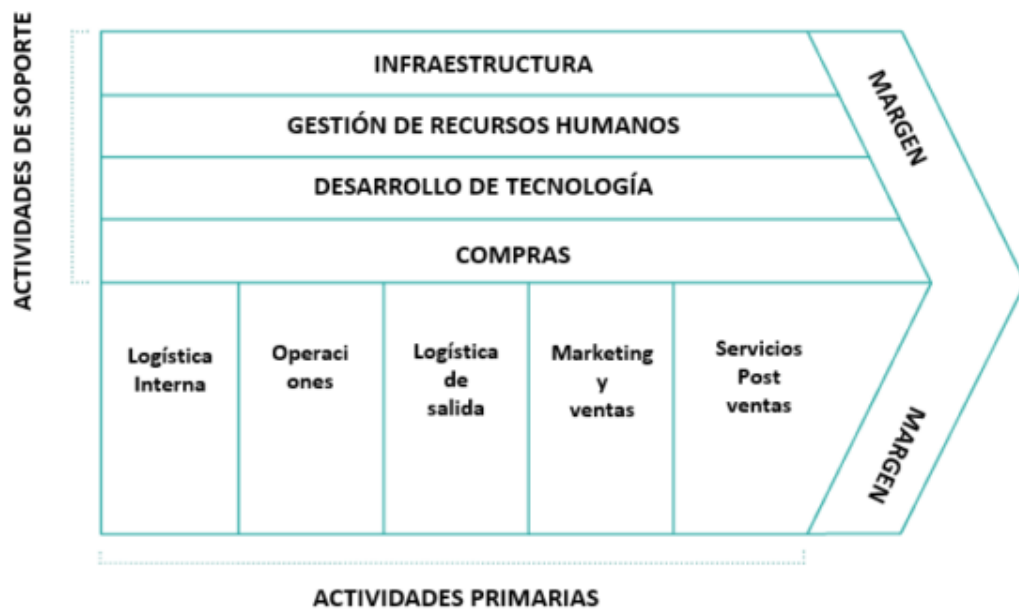 ACTIVIDADES DE SOPORTE
INFRAESTRUCTURA
GESTIÓN DE RECURSOS HUMANOS
DESARROLLO DE TECNOLOGÍA
COMPRAS
MARGEN
Logística
Interna
Operaci
ones
Logística
de
salida
Marketing
y
ventas
Servicios
Post
ventas
MARGEN
ACTIVIDADES PRIMARIAS